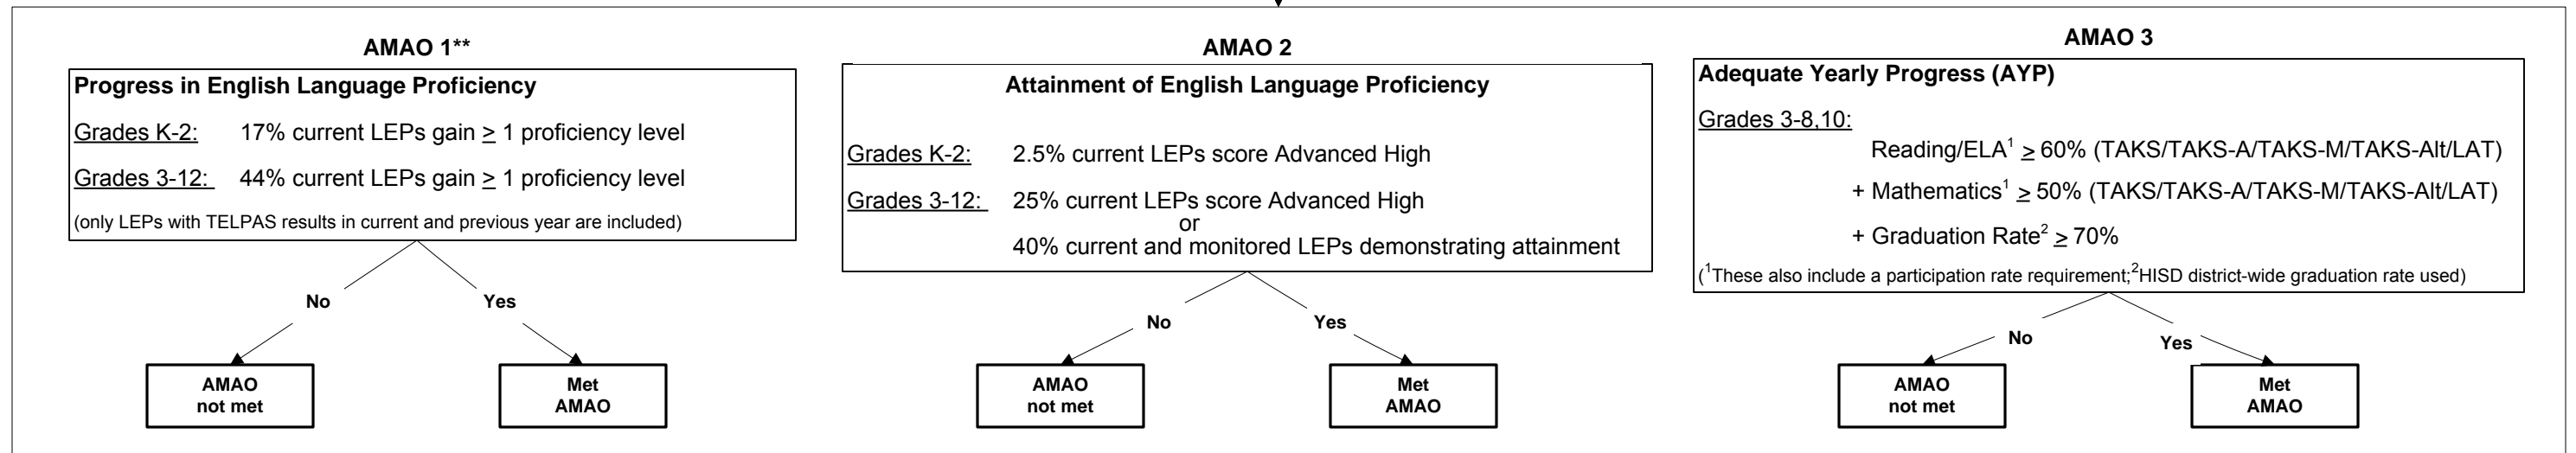 AMAO 1**
Progress in English Language Proficiency
Grades K-2: 17% current LEPs gain ≥ 1 proficiency level
Grades 3-12: 44% current LEPs gain ≥ 1 proficiency level
(only LEPs with TELPAS results in current and previous year are included)
No
Yes
AMAO
not met
Met
AMAO
AMAO 2
Attainment of English Language Proficiency
Grades K-2: 2.5% current LEPs score Advanced High
Grades 3-12: 25% current LEPs score Advanced High
or
40% current and monitored LEPs demonstrating attainment
No
Yes
AMAO
not met
Met
AMAO
AMAO 3
Adequate Yearly Progress (AYP)
Grades 3-8,10:
Reading/ELA¹ ≥ 60% (TAKS/TAKS-A/TAKS-M/TAKS-Alt/LAT)
+ Mathematics¹ ≥ 50% (TAKS/TAKS-A/TAKS-M/TAKS-Alt/LAT)
+ Graduation Rate² ≥ 70%
(¹These also include a participation rate requirement;²HISD district-wide graduation rate used)
No
Yes
AMAO
not met
Met
AMAO